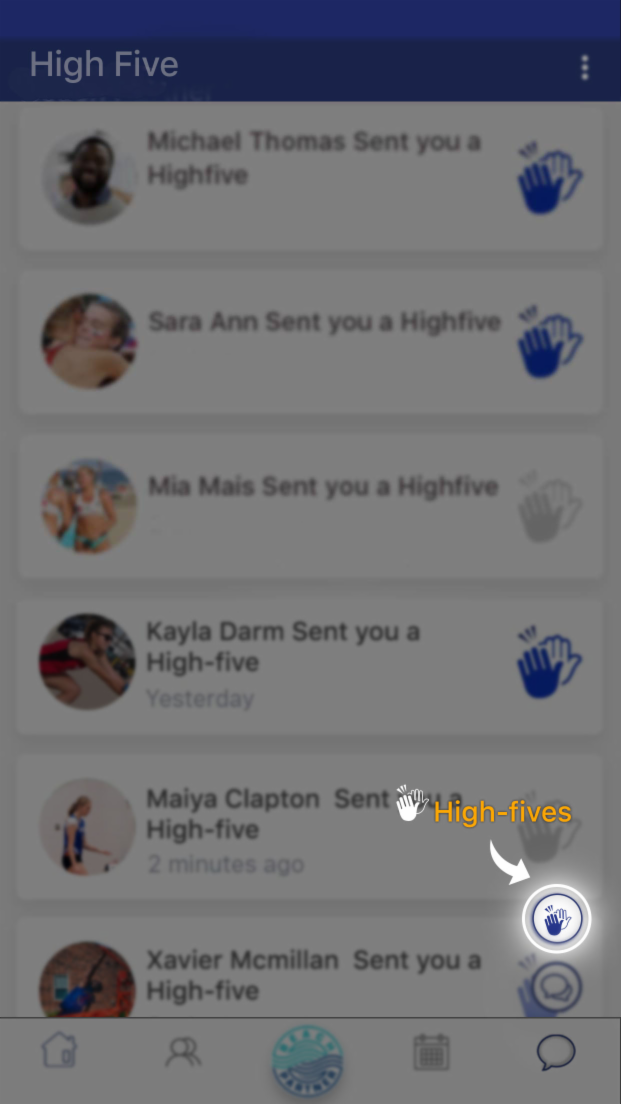 High Five
Michael Thomas Sent you a
Highfive
Sara Ann Sent you a Highfive
Mia Mais Sent you a Highfive
Kayla Darm Sent you a
High-five
Yesterday
Maiya Clapton Sent you a
High-five
High-fives
2 minutes ago
Xavier Mcmillan Sent you a
High-five
BEACH
PARTNER